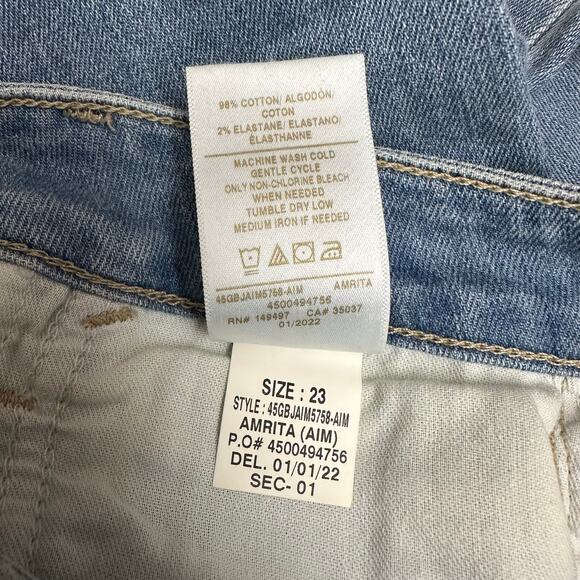 98% COTTON/ ALGODÓN/
COTON
2% ELASTANE/ ELASTANO/
ÉLASTHANNE
MACHINE WASH COLD
GENTLE CYCLE
ONLY NON-CHLORINE BLEACH
WHEN NEEDED
TUMBLE DRY LOW
MEDIUM IRON IF NEEDED
45GBJAIM5758-AIM AMRITA
4500494756
RN# 149497 CA# 35037
01/2022
SIZE : 23
STYLE : 45GBJAIM5758-AIM
AMRITA (AIM)
P.O# 4500494756
DEL. 01/01/22
SEC- 01